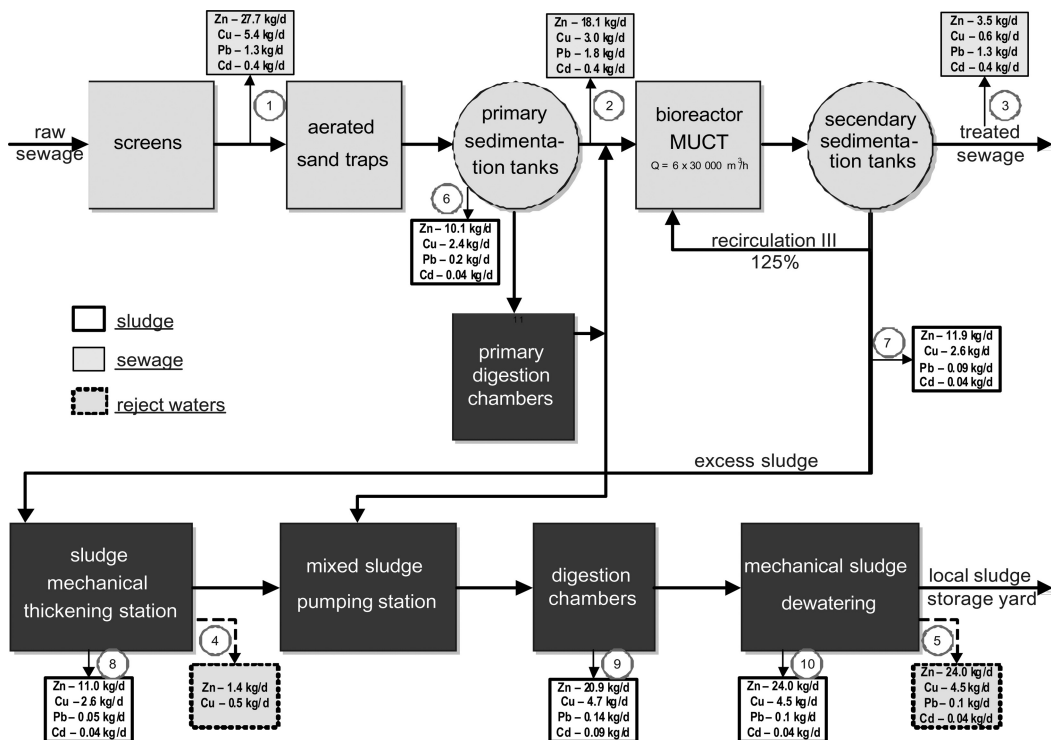 Zn – 27.7 kg/d
Cu – 5.4 kg/d
Pb – 1.3 kg/d
Cd – 0.4 kg/d
Zn – 18.1 kg/d
Cu – 3.0 kg/d
Pb – 1.8 kg/d
Cd – 0.4 kg/d
Zn – 3.5 kg/d
Cu – 0.6 kg/d
Pb – 1.3 kg/d
Cd – 0.4 kg/d
1
2
3
raw
sewage
screens
aerated
sand traps
primary
sedimenta-
tion tanks
bioreactor
MUCT
Q = 6 x 30 000 m³/h
secendary
sedimenta-
tion tanks
treated
sewage
6
Zn – 10.1 kg/d
Cu – 2.4 kg/d
Pb – 0.2 kg/d
Cd – 0.04 kg/d
recirculation III
125%
sludge
sewage
reject waters
11
primary
digestion
chambers
7
Zn – 11.9 kg/d
Cu – 2.6 kg/d
Pb – 0.09 kg/d
Cd – 0.04 kg/d
excess sludge
sludge
mechanical
thickening station
mixed sludge
pumping station
digestion
chambers
mechanical sludge
dewatering
local sludge
storage yard
4
5
8
9
10
Zn – 11.0 kg/d
Cu – 2.6 kg/d
Pb – 0.05 kg/d
Cd – 0.04 kg/d
Zn – 1.4 kg/d
Cu – 0.5 kg/d
Zn – 20.9 kg/d
Cu – 4.7 kg/d
Pb – 0.14 kg/d
Cd – 0.09 kg/d
Zn – 24.0 kg/d
Cu – 4.5 kg/d
Pb – 0.1 kg/d
Cd – 0.04 kg/d
Zn – 24.0 kg/d
Cu – 4.5 kg/d
Pb – 0.1 kg/d
Cd – 0.04 kg/d